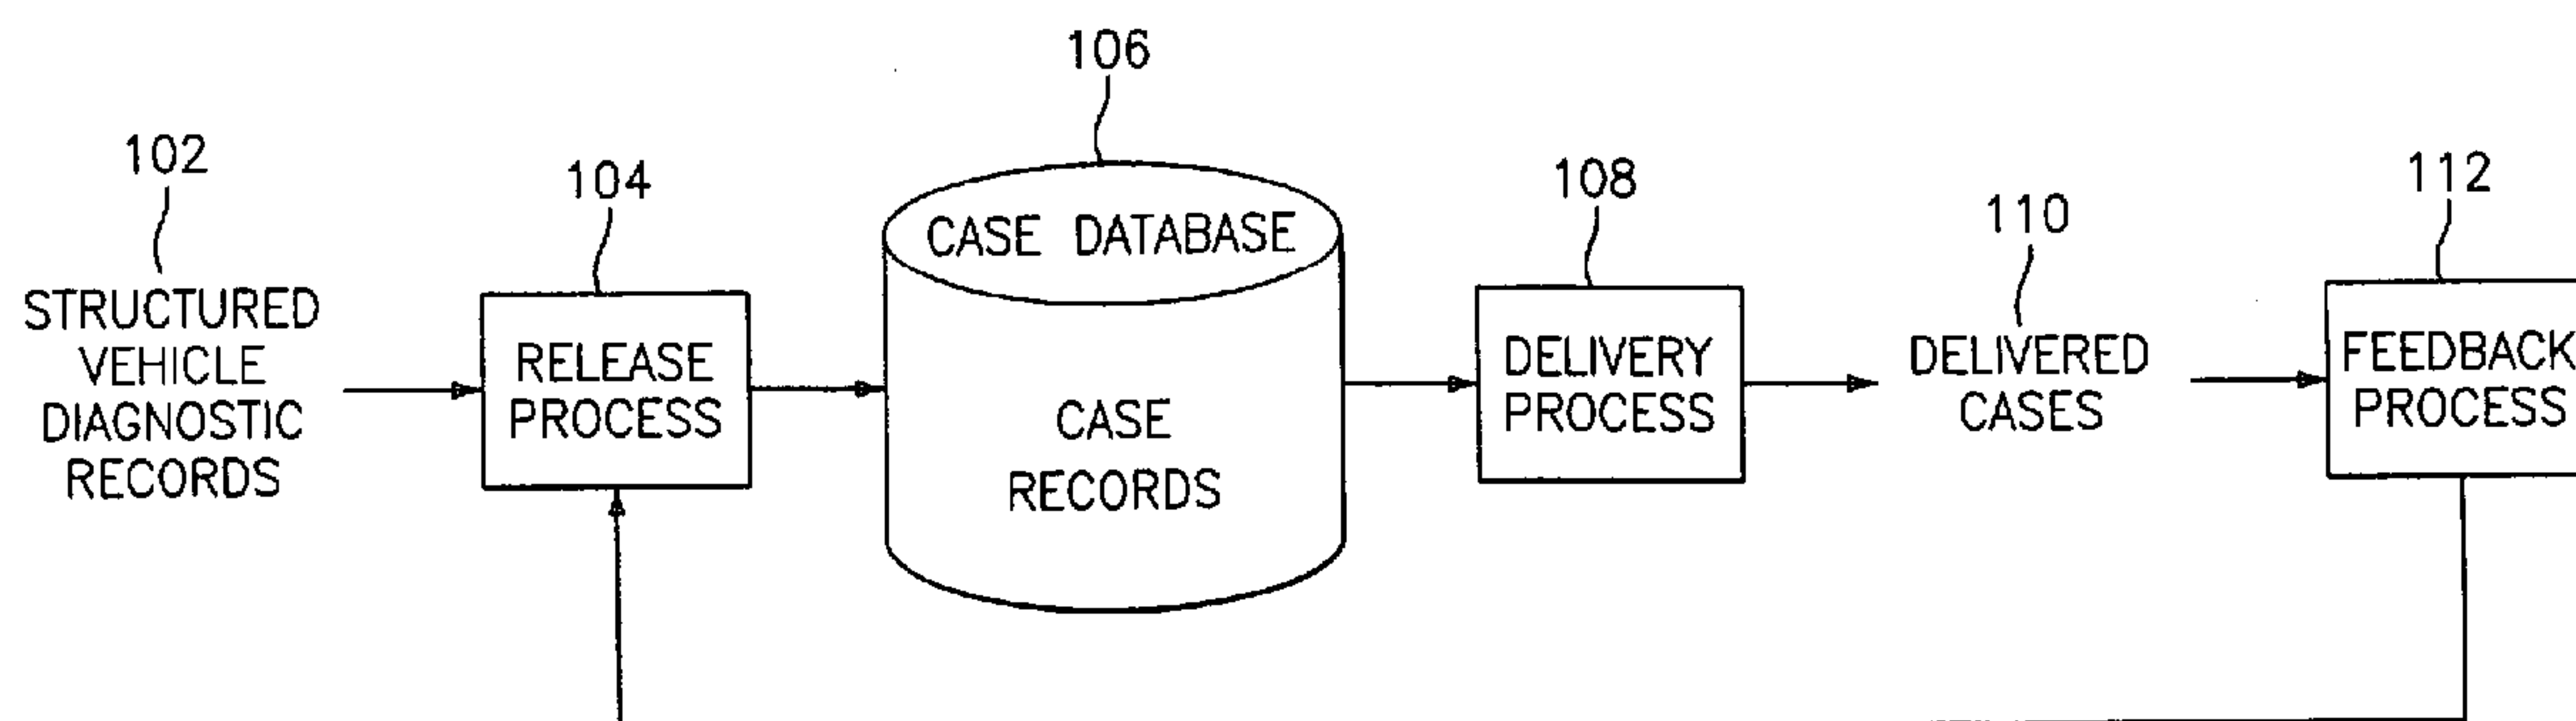 102
STRUCTURED
VEHICLE
DIAGNOSTIC
RECORDS
104
RELEASE
PROCESS
106
CASE DATABASE
CASE
RECORDS
108
DELIVERY
PROCESS
110
DELIVERED
CASES
112
FEEDBACK
PROCESS